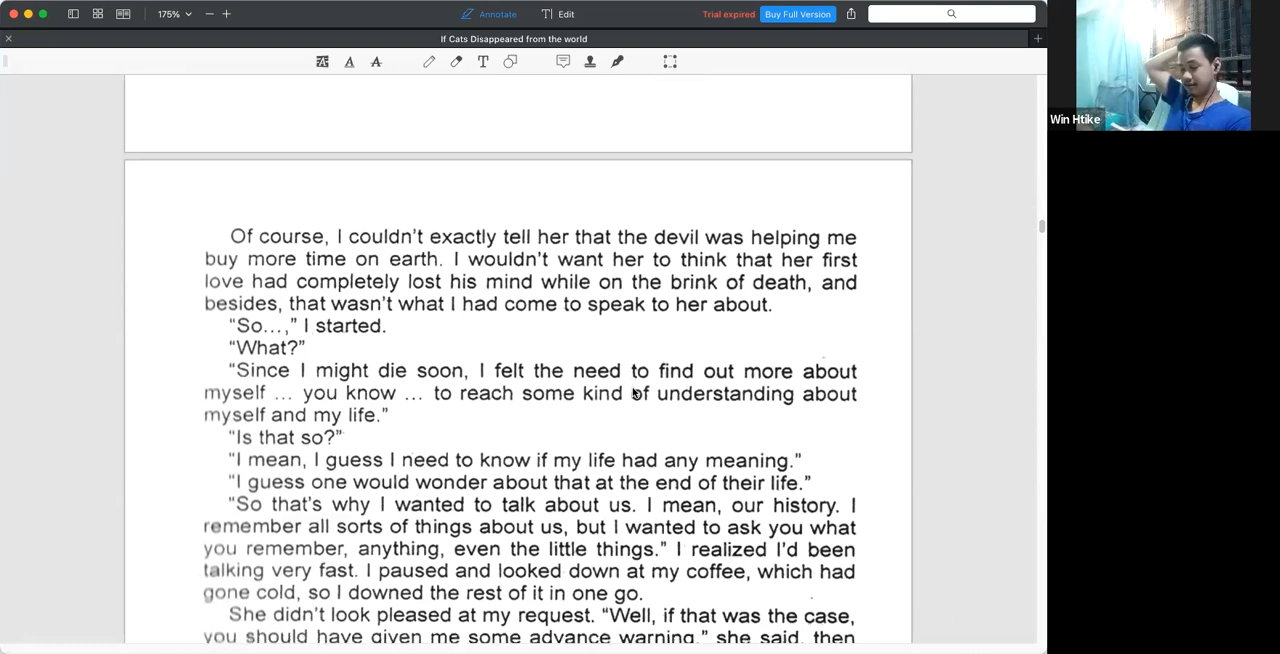 175%
Annotate
Edit
Trial expired
Buy Full Version
If Cats Disappeared from the world
Win Htike
Of course, I couldn't exactly tell her that the devil was helping me
buy more time on earth. I wouldn't want her to think that her first
love had completely lost his mind while on the brink of death, and
besides, that wasn't what I had come to speak to her about.
"So…," I started.
"What?"
"Since I might die soon, I felt the need to find out more about
myself … you know … to reach some kind of understanding about
myself and my life."
"Is that so?"
"I mean, I guess I need to know if my life had any meaning."
"I guess one would wonder about that at the end of their life."
"So that's why I wanted to talk about us. I mean, our history. I
remember all sorts of things about us, but I wanted to ask you what
you remember, anything, even the little things." I realized I'd been
talking very fast. I paused and looked down at my coffee, which had
gone cold, so I downed the rest of it in one go.
She didn't look pleased at my request. "Well, if that was the case,
you should have given me some advance warning," she said, then